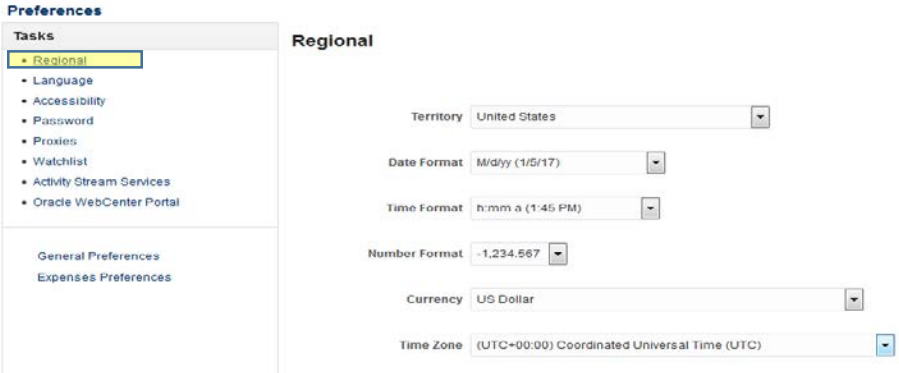 Preferences
Tasks
• Regional
• Language
• Accessibility
• Password
• Proxies
• Watchlist
• Activity Stream Services
• Oracle WebCenter Portal
General Preferences
Expenses Preferences
Regional
Territory United States
Date Format M/d/yy (1/5/17)
Time Format h:mm a (1:45 PM)
Number Format -1,234.567
Currency US Dollar
Time Zone (UTC+00:00) Coordinated Universal Time (UTC)